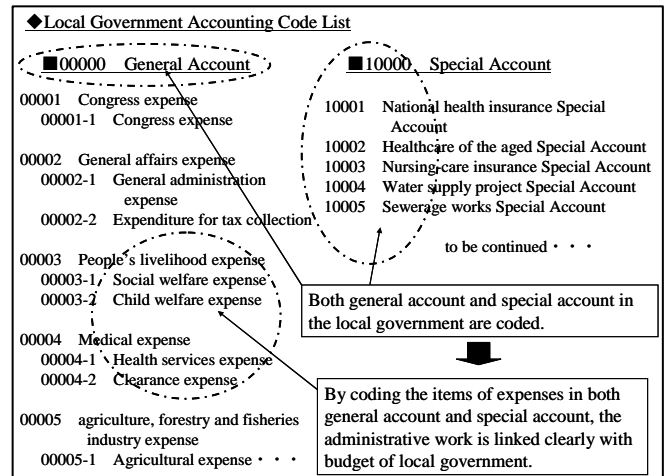 ◆Local Government Accounting Code List
■00000 General Account
00001 Congress expense
00001-1 Congress expense
00002 General affairs expense
00002-1 General administration
expense
00002-2 Expenditure for tax collection
00003 People's livelihood expense
00003-1 Social welfare expense
00003-2 Child welfare expense
00004 Medical expense
00004-1 Health services expense
00004-2 Clearance expense
00005 agriculture, forestry and fisheries
industry expense
00005-1 Agricultural expense・・・
■10000 Special Account
10001 National health insurance Special
Account
10002 Healthcare of the aged Special Account
10003 Nursing-care insurance Special Account
10004 Water supply project Special Account
10005 Sewerage works Special Account
to be continued・・・
Both general account and special account in
the local government are coded.
By coding the items of expenses in both
general account and special account, the
administrative work is linked clearly with
budget of local government.